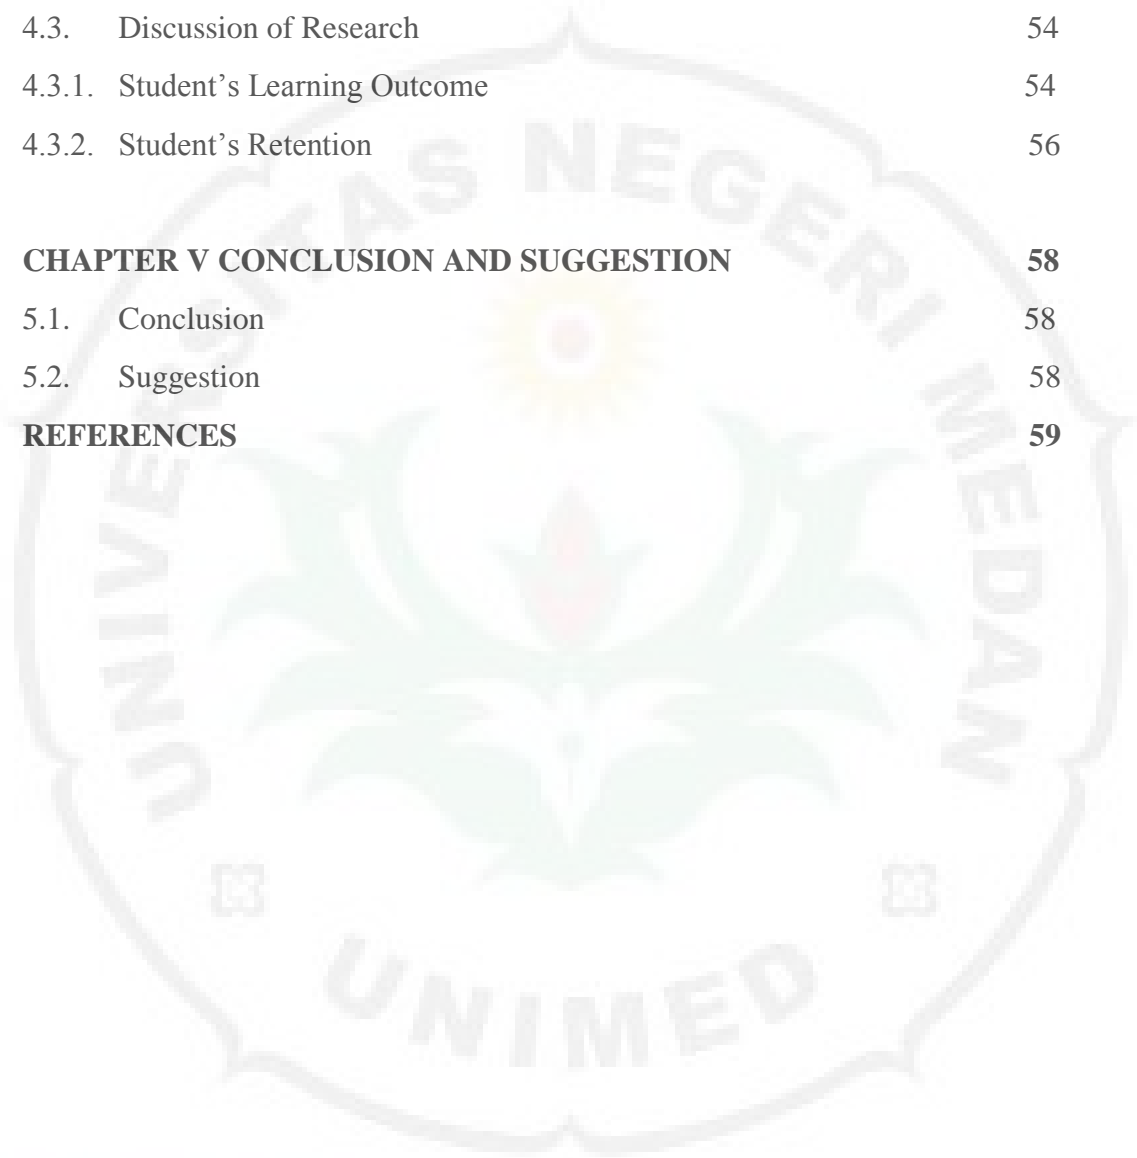 4.3. Discussion of Research 54
4.3.1. Student’s Learning Outcome 54
4.3.2. Student’s Retention 56
CHAPTER V CONCLUSION AND SUGGESTION 58
5.1. Conclusion 58
5.2. Suggestion 58
REFERENCES 59
UNIVERSITAS NEGERI MEDAN
UNIMED